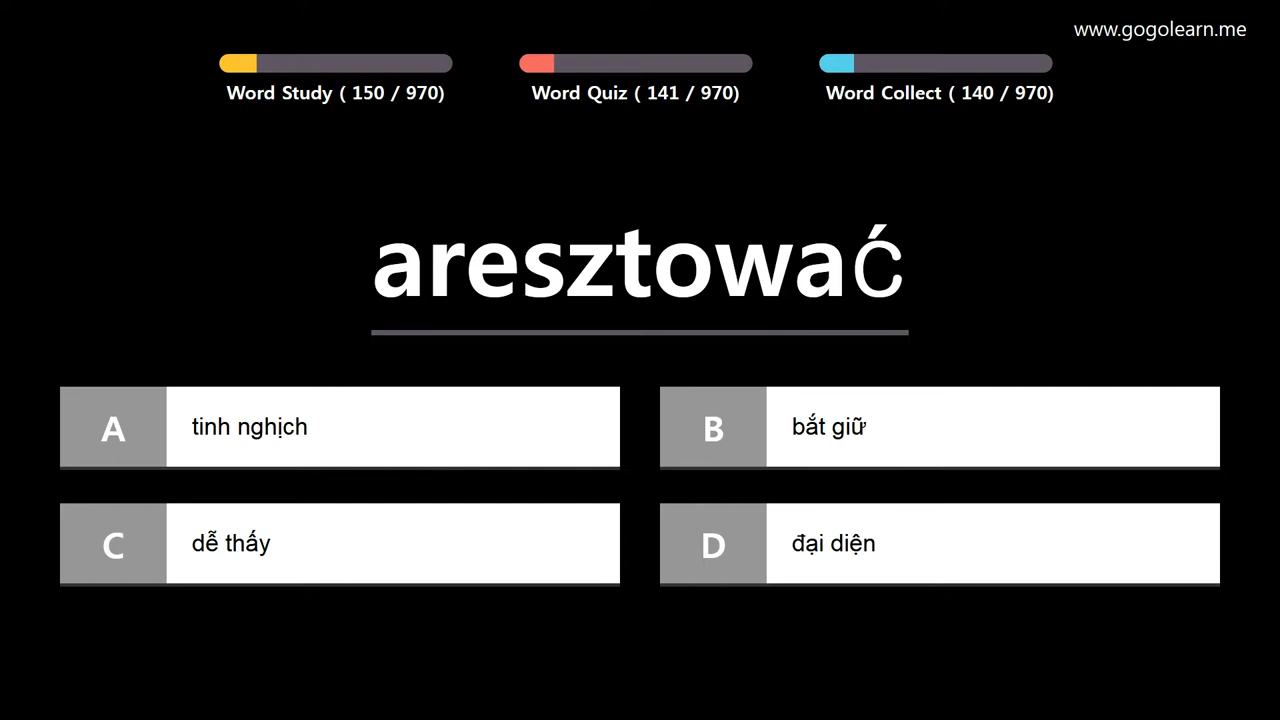 www.gogolearn.me
Word Study ( 150 / 970)
Word Quiz ( 141 / 970)
Word Collect ( 140 / 970)
aresztować
A
tinh nghịch
B
bắt giữ
C
dễ thấy
D
đại diện